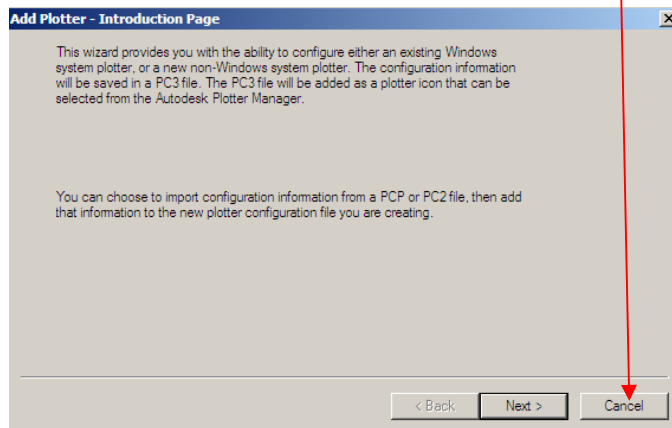 Add Plotter - Introduction Page
This wizard provides you with the ability to configure either an existing Windows
system plotter, or a new non-Windows system plotter. The configuration information
will be saved in a PC3 file. The PC3 file will be added as a plotter icon that can be
selected from the Autodesk Plotter Manager.
You can choose to import configuration information from a PCP or PC2 file, then add
that information to the new plotter configuration file you are creating.
< Back Next > Cancel